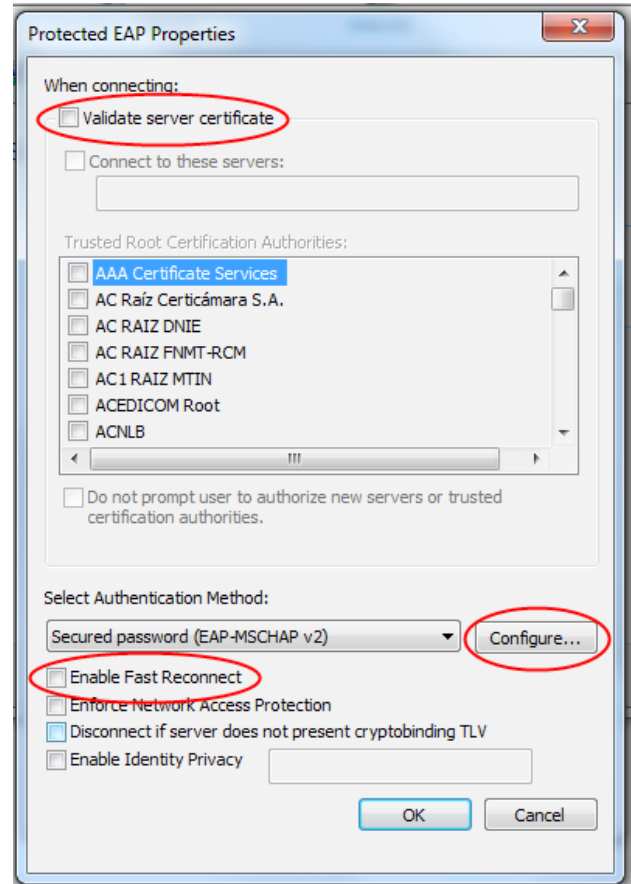 Protected EAP Properties
When connecting:
Validate server certificate
Connect to these servers:
Trusted Root Certification Authorities:
AAA Certificate Services
AC Raíz Certicámara S.A.
AC RAIZ DNIE
AC RAIZ FNMT-RCM
AC1 RAIZ MTIN
ACEDICOM Root
ACNLB
Do not prompt user to authorize new servers or trusted
certification authorities.
Select Authentication Method:
Secured password (EAP-MSCHAP v2) Configure...
Enable Fast Reconnect
Enforce Network Access Protection
Disconnect if server does not present cryptobinding TLV
Enable Identity Privacy
OK Cancel